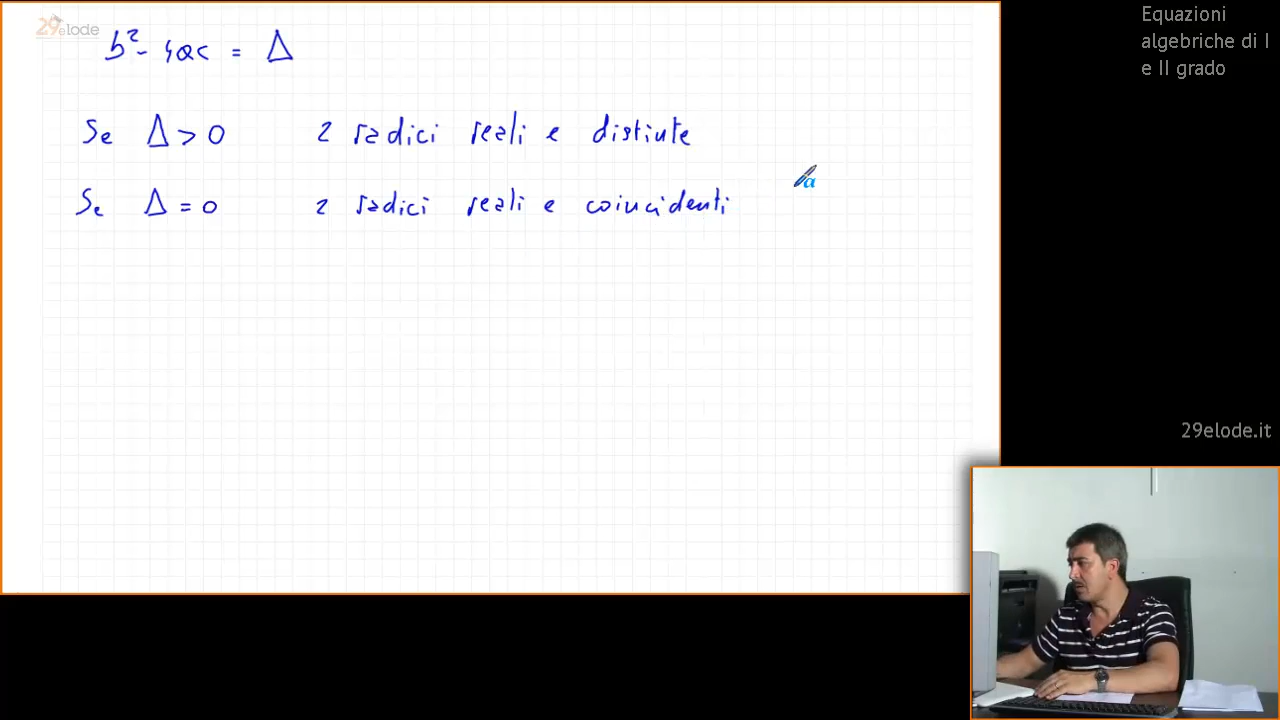 29elode
b² - 4ac = Δ
Se Δ > 0 2 radici reali e distinte
Se Δ = 0 2 radici reali e coincidenti
Equazioni
algebriche di I
e II grado
29elode.it